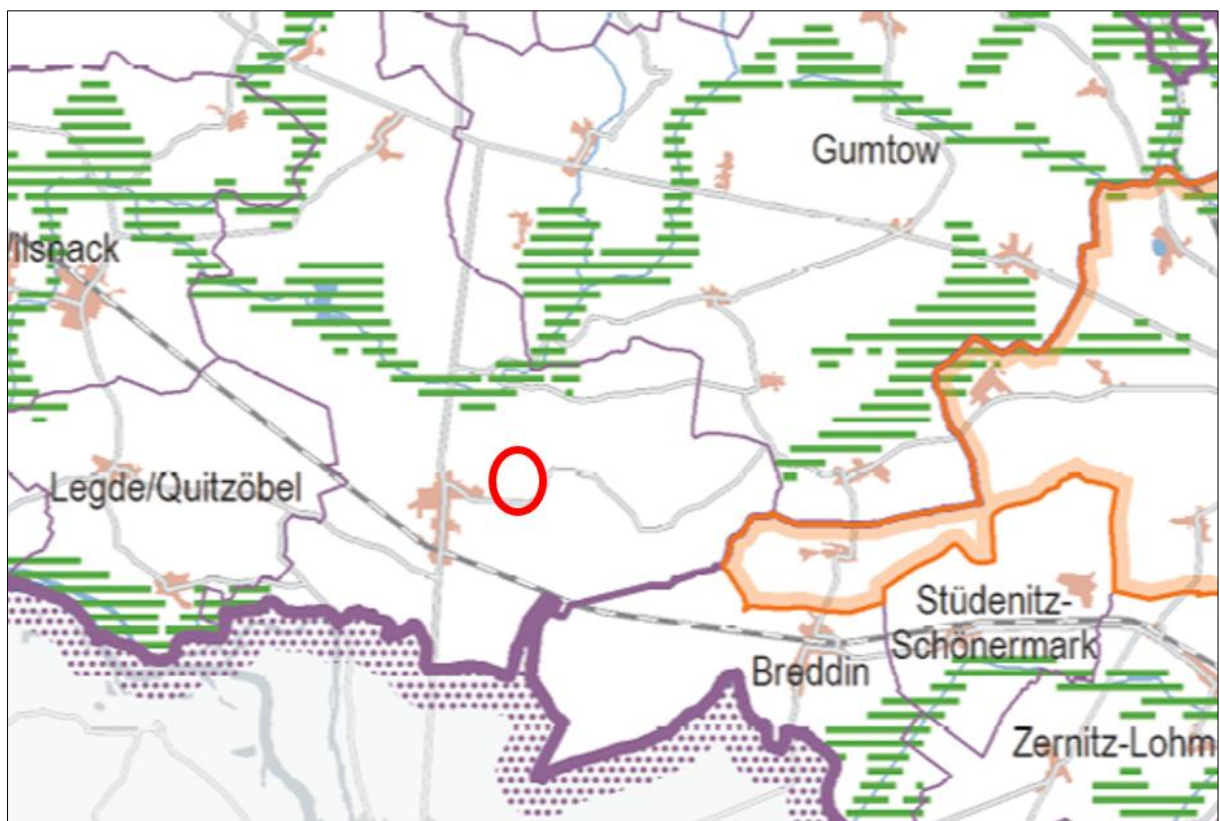 Gumtow
ilsnack
Legde/Quitzöbel
Stüdenitz-
Schönermark
Breddin
Zernitz-Lohm